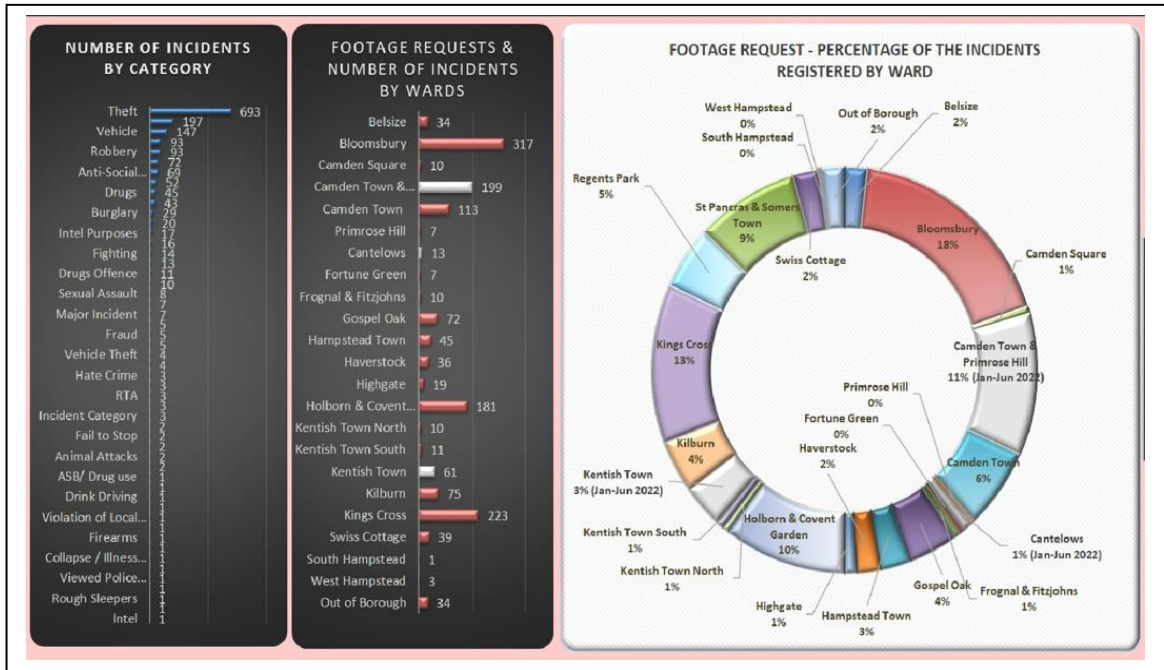 NUMBER OF INCIDENTS
BY CATEGORY
Theft 693
197
Vehicle 147
93
Robbery 93
72
Anti-Social... 69
52
Drugs 45
43
Burglary 29
20
Intel Purposes 17
16
Fighting 14
13
Drugs Offence 11
10
Sexual Assault 8
7
Major Incident 7
5
Fraud 5
5
Vehicle Theft 4
4
Hate Crime 3
3
RTA 3
3
Incident Category 3
2
Fail to Stop 2
2
Animal Attacks 2
2
ASB/ Drug use 1
1
Drink Driving 1
1
Violation of Local... 1
1
Firearms 1
1
Collapse / Illness... 1
1
Viewed Police... 1
1
Rough Sleepers 1
1
Intel 1
FOOTAGE REQUESTS &
NUMBER OF INCIDENTS
BY WARDS
Belsize 34
Bloomsbury 317
Camden Square 10
Camden Town &... 199
Camden Town 113
Primrose Hill 7
Cantelows 13
Fortune Green 7
Frognal & Fitzjohns 10
Gospel Oak 72
Hampstead Town 45
Haverstock 36
Highgate 19
Holborn & Covent... 181
Kentish Town North 10
Kentish Town South 11
Kentish Town 61
Kilburn 75
Kings Cross 223
Swiss Cottage 39
South Hampstead 1
West Hampstead 3
Out of Borough 34
FOOTAGE REQUEST - PERCENTAGE OF THE INCIDENTS
REGISTERED BY WARD
West Hampstead
0%
South Hampstead
0%
Out of Borough
2%
Belsize
2%
Regents Park
5%
St Pancras & Somers
Town
9%
Swiss Cottage
2%
Bloomsbury
18%
Camden Square
1%
Kings Cross
13%
Camden Town &
Primrose Hill
11% (Jan-Jun 2022)
Primrose Hill
0%
Fortune Green
0%
Haverstock
2%
Kilburn
4%
Camden Town
6%
Kentish Town
3% (Jan-Jun 2022)
Kentish Town South
1%
Kentish Town North
1%
Holborn & Covent
Garden
10%
Highgate
1%
Hampstead Town
3%
Gospel Oak
4%
Frognal & Fitzjohns
1%
Cantelows
1% (Jan-Jun 2022)